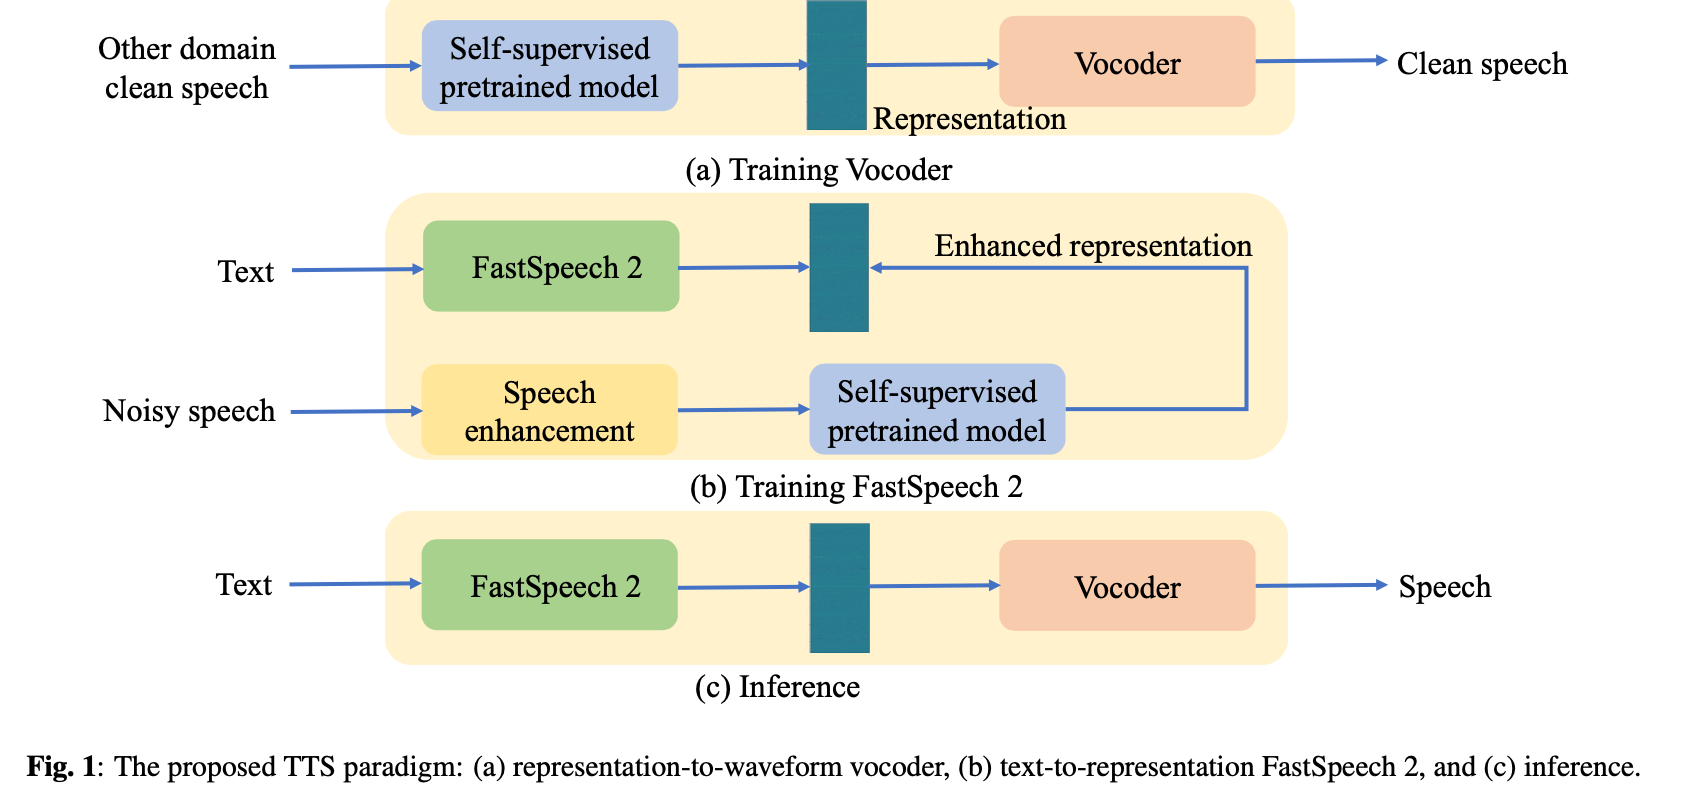 Other domain
clean speech
Self-supervised
pretrained model
Vocoder
Clean speech
Representation
(a) Training Vocoder
Text
FastSpeech 2
Enhanced representation
Noisy speech
Speech
enhancement
Self-supervised
pretrained model
(b) Training FastSpeech 2
Text
FastSpeech 2
Vocoder
Speech
(c) Inference
Fig. 1: The proposed TTS paradigm: (a) representation-to-waveform vocoder, (b) text-to-representation FastSpeech 2, and (c) inference.